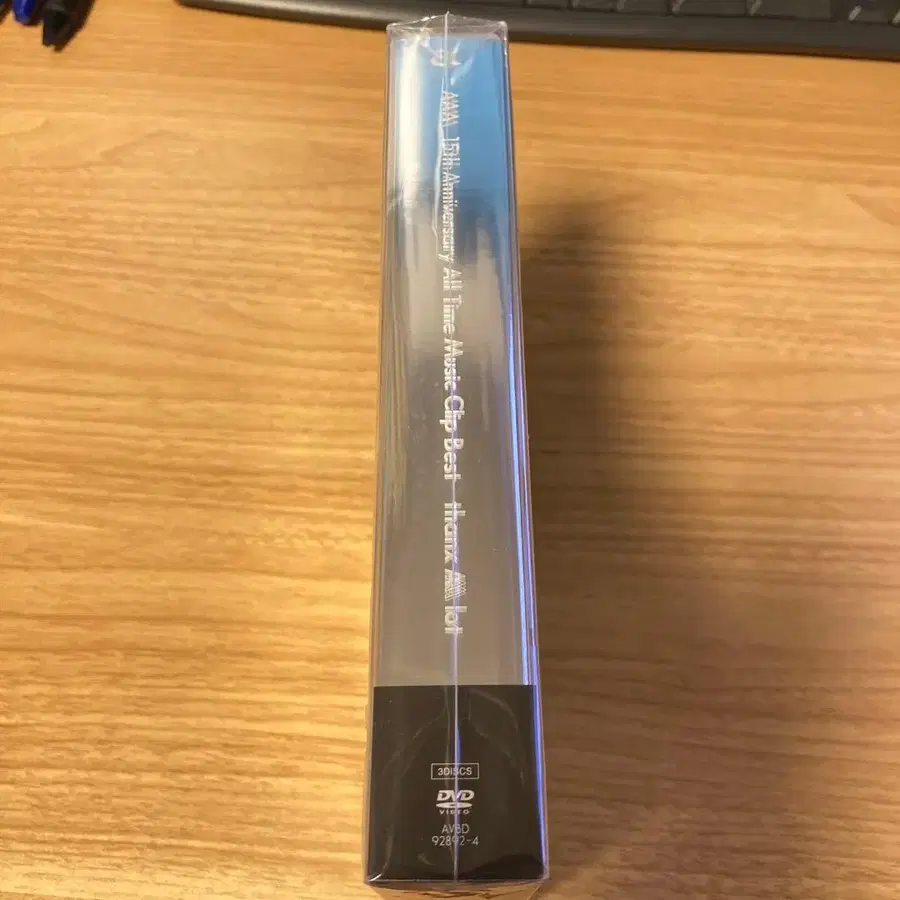 AAA 15th Anniversary All Time Music Clip Best thanx AAA lot
3DISCS
DVD
VIDEO
AVBD
92892-4